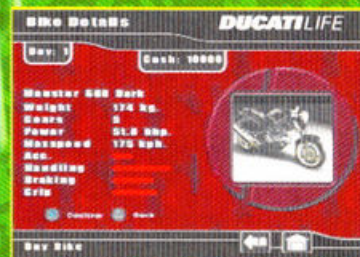 Bike Details DUCATI LIFE
Day: 1 Cash: 10000
Monster 600 Dark
Weight 174 kg.
Gears 5
Power 51.0 bhp.
Maxspeed 175 kph.
Acc.
Handling
Braking
Grip
Confirm Back
Buy Bike